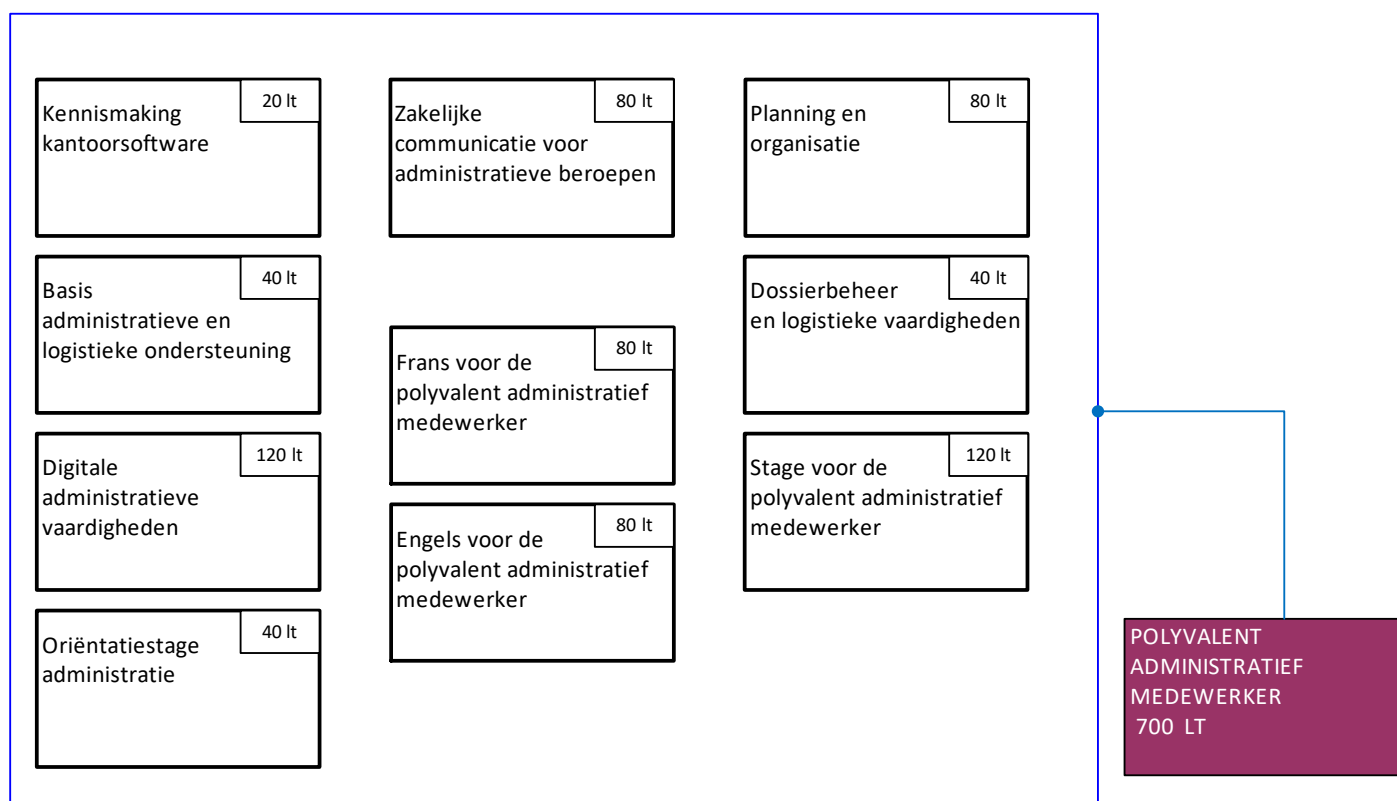 Kennismaking
kantoorsoftware
20 lt
Basis
administratieve en
logistieke ondersteuning
40 lt
Digitale
administratieve
vaardigheden
120 lt
Oriëntatiestage
administratie
40 lt
Zakelijke
communicatie voor
administratieve beroepen
80 lt
Frans voor de
polyvalent administratief
medewerker
80 lt
Engels voor de
polyvalent administratief
medewerker
80 lt
Planning en
organisatie
80 lt
Dossierbeheer
en logistieke vaardigheden
40 lt
Stage voor de
polyvalent administratief
medewerker
120 lt
POLYVALENT
ADMINISTRATIEF
MEDEWERKER
700 LT